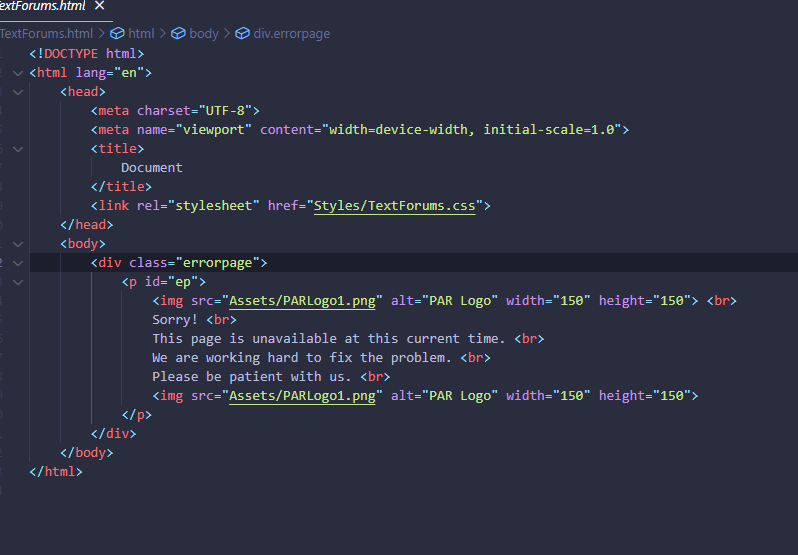 TextForums.html ×
TextForums.html > html > body > div.errorpage
<!DOCTYPE html>
<html lang="en">
<head>
<meta charset="UTF-8">
<meta name="viewport" content="width=device-width, initial-scale=1.0">
<title>
Document
</title>
<link rel="stylesheet" href="Styles/TextForums.css">
</head>
<body>
<div class="errorpage">
<p id="ep">
<img src="Assets/PARLogo1.png" alt="PAR Logo" width="150" height="150"> <br>
Sorry! <br>
This page is unavailable at this current time. <br>
We are working hard to fix the problem. <br>
Please be patient with us. <br>
<img src="Assets/PARLogo1.png" alt="PAR Logo" width="150" height="150">
</p>
</div>
</body>
</html>